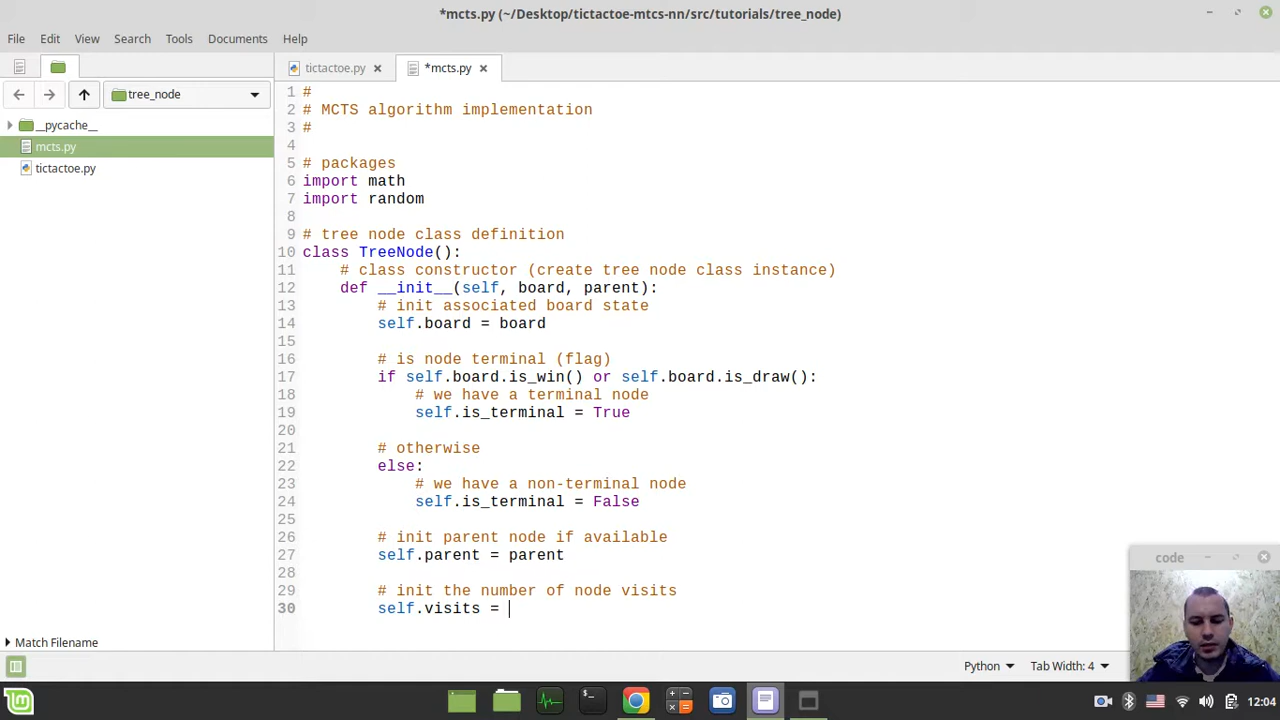 *mcts.py (~/Desktop/tictactoe-mtcs-nn/src/tutorials/tree_node)
File Edit View Search Tools Documents Help
tictactoe.py *mcts.py
tree_node
__pycache__
mcts.py
tictactoe.py
1 #
2 # MCTS algorithm implementation
3 #
4
5 # packages
6 import math
7 import random
8
9 # tree node class definition
10 class TreeNode():
11 # class constructor (create tree node class instance)
12 def __init__(self, board, parent):
13 # init associated board state
14 self.board = board
15
16 # is node terminal (flag)
17 if self.board.is_win() or self.board.is_draw():
18 # we have a terminal node
19 self.is_terminal = True
20
21 # otherwise
22 else:
23 # we have a non-terminal node
24 self.is_terminal = False
25
26 # init parent node if available
27 self.parent = parent
28
29 # init the number of node visits
30 self.visits =
code
Match Filename
Python Tab Width: 4
12:04